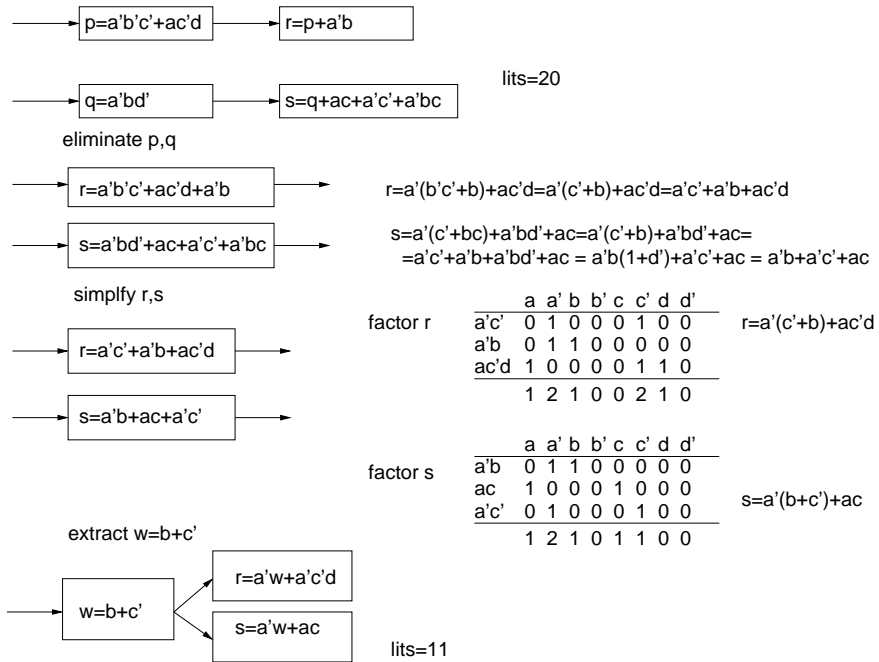 p=a'b'c'+ac'd
r=p+a'b
lits=20
q=a'bd'
s=q+ac+a'c'+a'bc
eliminate p,q
r=a'b'c'+ac'd+a'b
r=a'(b'c'+b)+ac'd=a'(c'+b)+ac'd=a'c'+a'b+ac'd
s=a'bd'+ac+a'c'+a'bc
s=a'(c'+bc)+a'bd'+ac=a'(c'+b)+a'bd'+ac=
=a'c'+a'b+a'bd'+ac = a'b(1+d')+a'c'+ac = a'b+a'c'+ac
simplfy r,s
factor r
a a' b b' c c' d d'
a'c' 0 1 0 0 0 1 0 0
a'b 0 1 1 0 0 0 0 0
ac'd 1 0 0 0 0 1 1 0
1 2 1 0 0 2 1 0
r=a'(c'+b)+ac'd
r=a'c'+a'b+ac'd
s=a'b+ac+a'c'
factor s
a a' b b' c c' d d'
a'b 0 1 1 0 0 0 0 0
ac 1 0 0 0 1 0 0 0
a'c' 0 1 0 0 0 1 0 0
1 2 1 0 1 1 0 0
s=a'(b+c')+ac
extract w=b+c'
w=b+c'
r=a'w+a'c'd
s=a'w+ac
lits=11